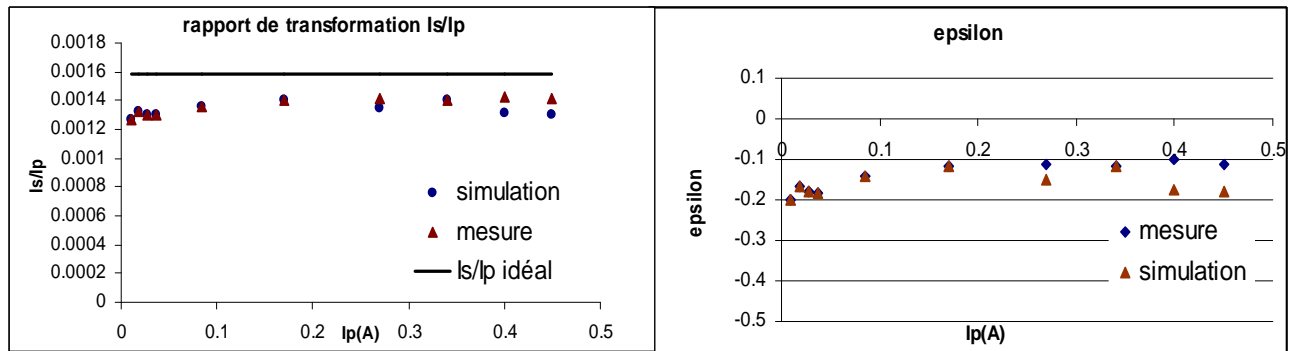 rapport de transformation Is/Ip
0.0018
0.0016
0.0014
0.0012
0.001
0.0008
0.0006
0.0004
0.0002
0
Is/Ip
simulation
mesure
Is/Ip idéal
0 0.1 0.2 0.3 0.4 0.5
Ip(A)
epsilon
0.1
0
-0.1
-0.2
-0.3
-0.4
-0.5
epsilon
0 0.1 0.2 0.3 0.4 0.5
mesure
simulation
Ip(A)